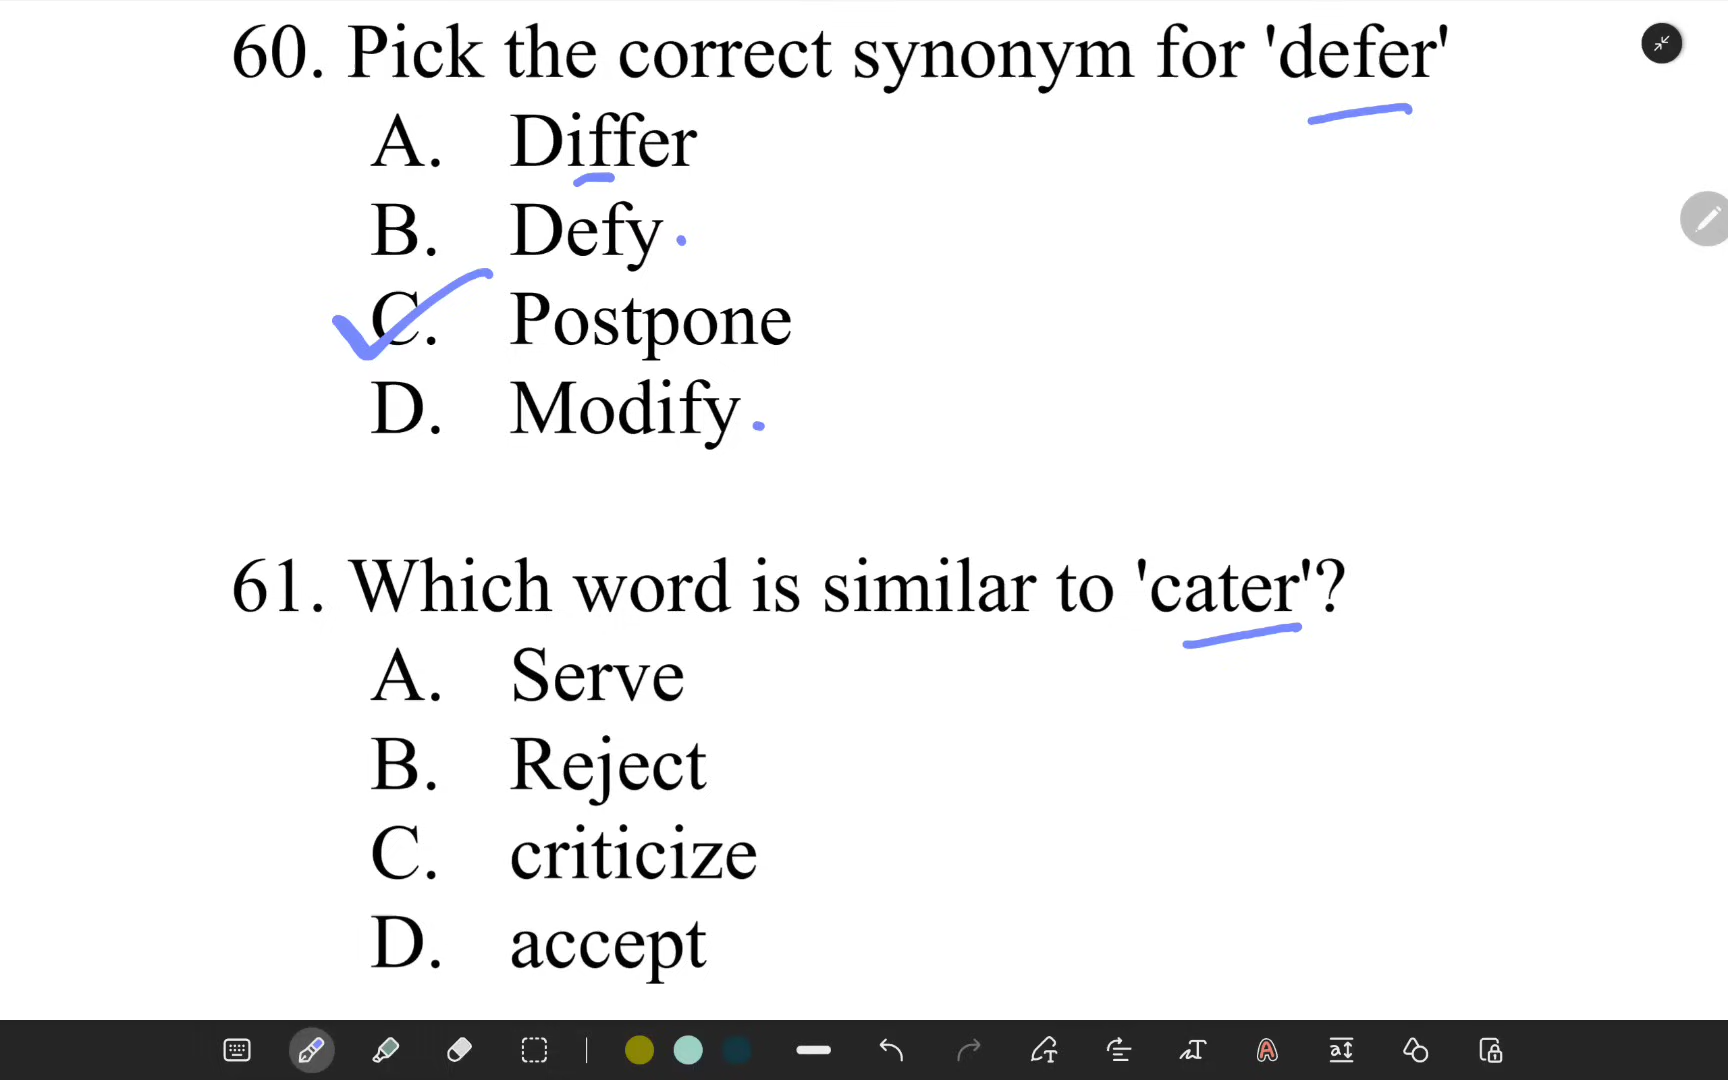 60. Pick the correct synonym for 'defer'
A. Differ
B. Defy
C. Postpone
D. Modify
61. Which word is similar to 'cater'?
A. Serve
B. Reject
C. criticize
D. accept